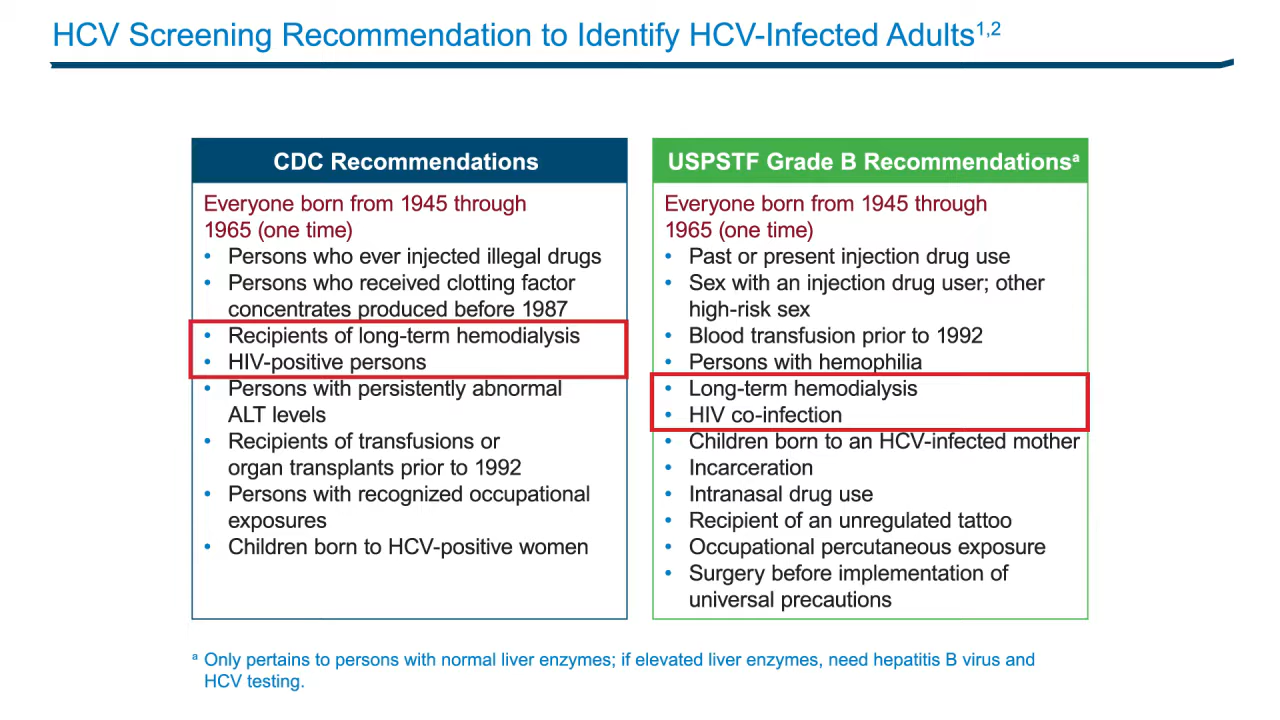 HCV Screening Recommendation to Identify HCV-Infected Adults1,2
CDC Recommendations
Everyone born from 1945 through
1965 (one time)
• Persons who ever injected illegal drugs
• Persons who received clotting factor
concentrates produced before 1987
• Recipients of long-term hemodialysis
• HIV-positive persons
• Persons with persistently abnormal
ALT levels
• Recipients of transfusions or
organ transplants prior to 1992
• Persons with recognized occupational
exposures
• Children born to HCV-positive women
USPSTF Grade B Recommendationsa
Everyone born from 1945 through
1965 (one time)
• Past or present injection drug use
• Sex with an injection drug user; other
high-risk sex
• Blood transfusion prior to 1992
• Persons with hemophilia
• Long-term hemodialysis
• HIV co-infection
• Children born to an HCV-infected mother
• Incarceration
• Intranasal drug use
• Recipient of an unregulated tattoo
• Occupational percutaneous exposure
• Surgery before implementation of
universal precautions
a Only pertains to persons with normal liver enzymes; if elevated liver enzymes, need hepatitis B virus and
HCV testing.